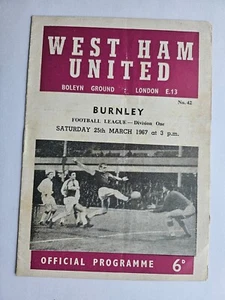 WEST HAM
UNITED
BOLEYN GROUND : LONDON E.13
No. 42
BURNLEY
FOOTBALL LEAGUE — Division One
SATURDAY 25th MARCH 1967 at 3 p.m.
OFFICIAL PROGRAMME 6D